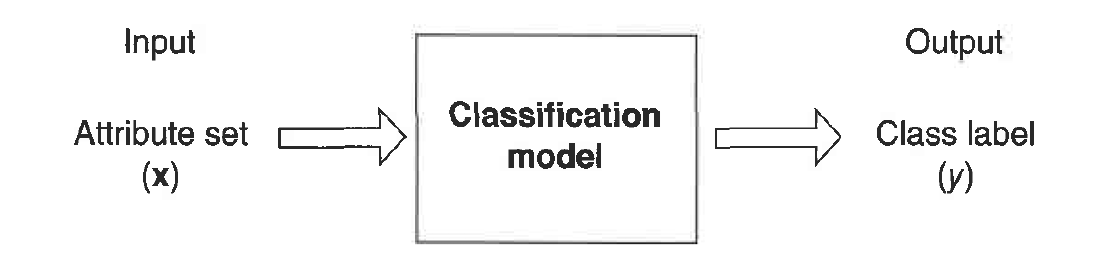 Input
Attribute set
(x)
Classification
model
Output
Class label
(y)